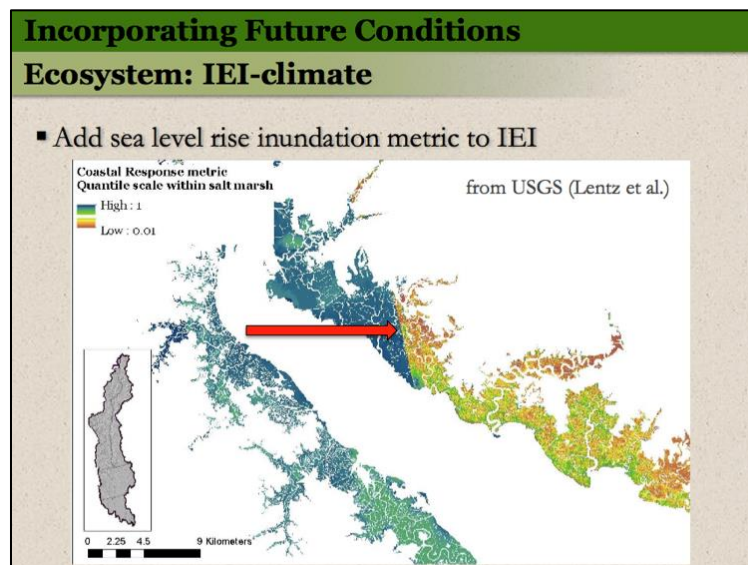 Incorporating Future Conditions
Ecosystem: IEI-climate
▪ Add sea level rise inundation metric to IEI
Coastal Response metric
Quantile scale within salt marsh
High : 1
Low : 0.01
from USGS (Lentz et al.)
0 2.25 4.5 9 Kilometers